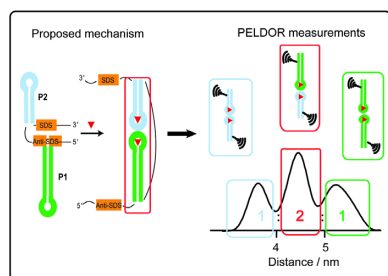 Proposed mechanism
PELDOR measurements
P2
SDS
3'
Anti-SDS
5'
P1
3'
SDS
5'
Anti-SDS
1 : 2 : 1
4
5
Distance / nm